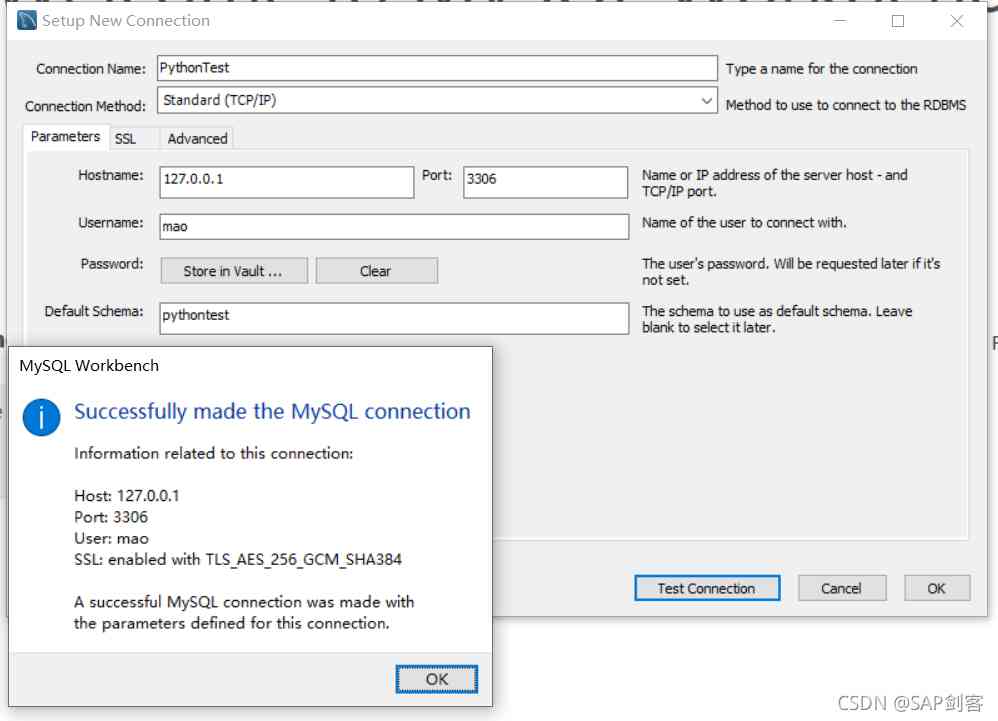 Setup New Connection
Connection Name: PythonTest Type a name for the connection
Connection Method: Standard (TCP/IP) Method to use to connect to the RDBMS
Parameters SSL Advanced
Hostname: 127.0.0.1 Port: 3306 Name or IP address of the server host - and
TCP/IP port.
Username: mao Name of the user to connect with.
Password: Store in Vault ... Clear The user's password. Will be requested later if it's
not set.
Default Schema: pythontest The schema to use as default schema. Leave
blank to select it later.
MySQL Workbench
Successfully made the MySQL connection
Information related to this connection:
Host: 127.0.0.1
Port: 3306
User: mao
SSL: enabled with TLS_AES_256_GCM_SHA384
A successful MySQL connection was made with
the parameters defined for this connection.
OK
Test Connection Cancel OK
CSDN @SAP剑客